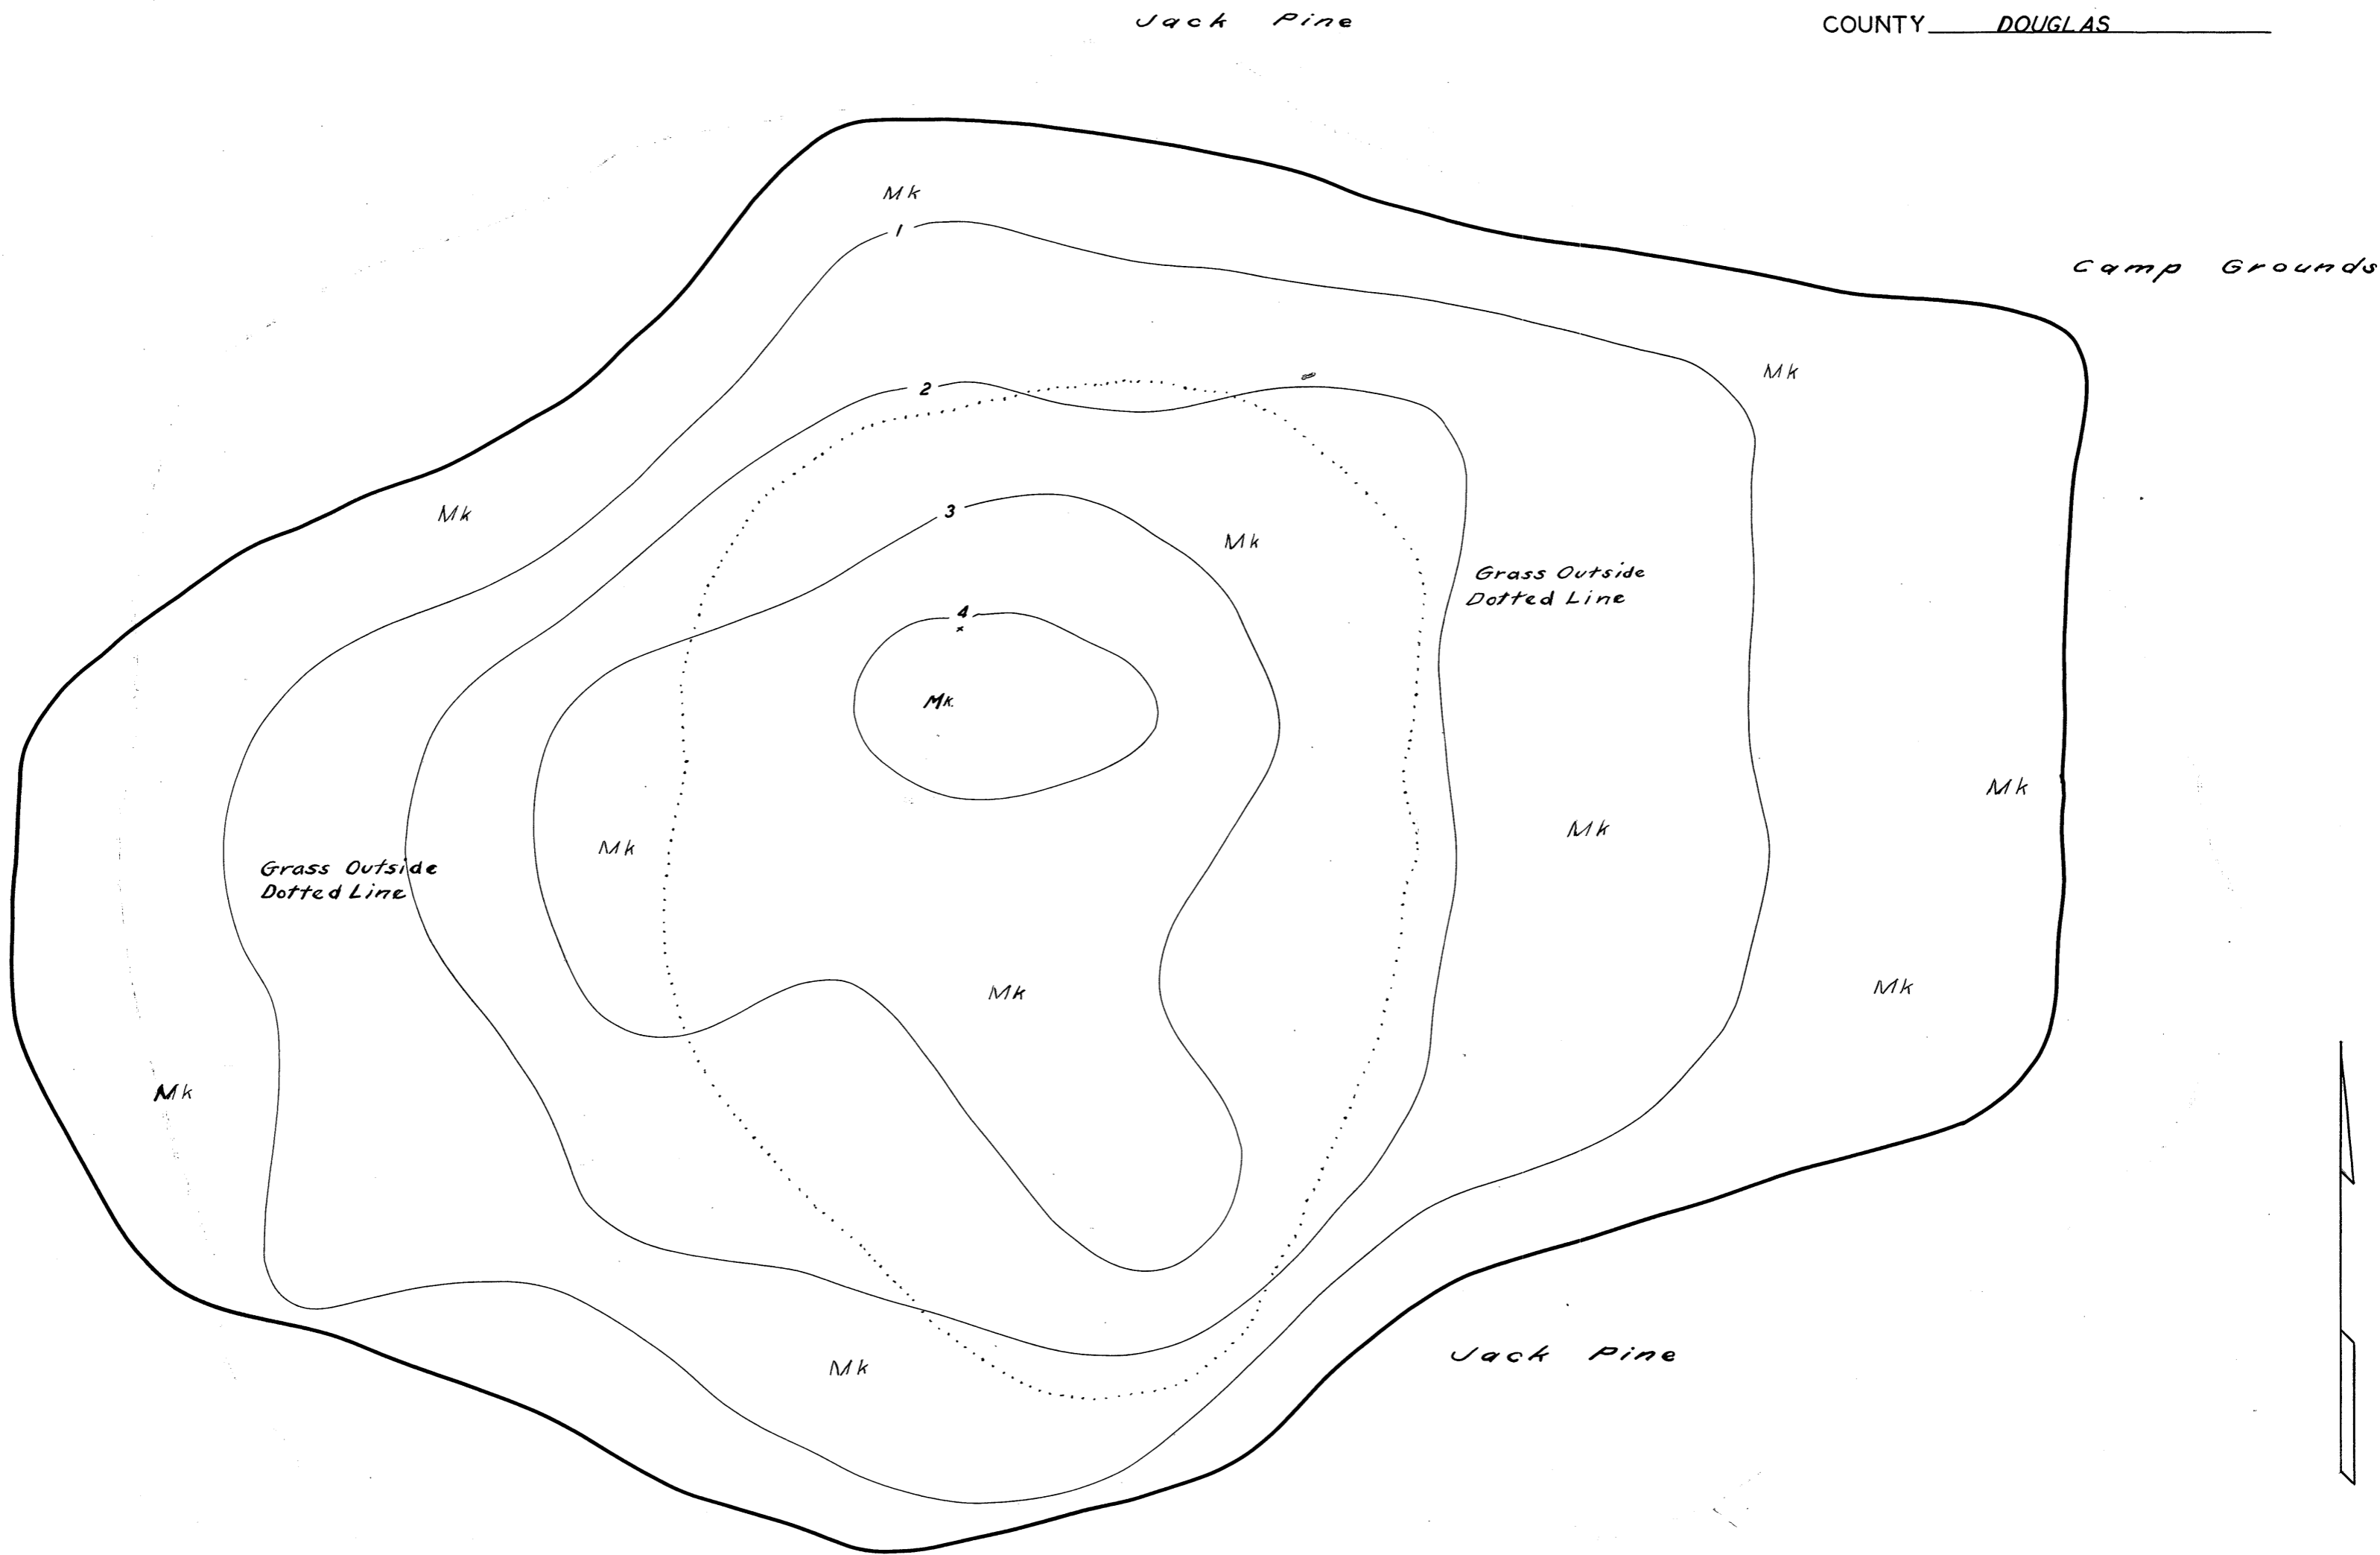 Jack Pine
COUNTY DOUGLAS
Mk
1
Camp Grounds
Mk
2
Mk
3
Mk
Grass Outside
Dotted Line
4
x
Mk.
Mk
Mk
Mk
Grass Outside
Dotted Line
Mk
Mk
Mk
Jack Pine
Mk